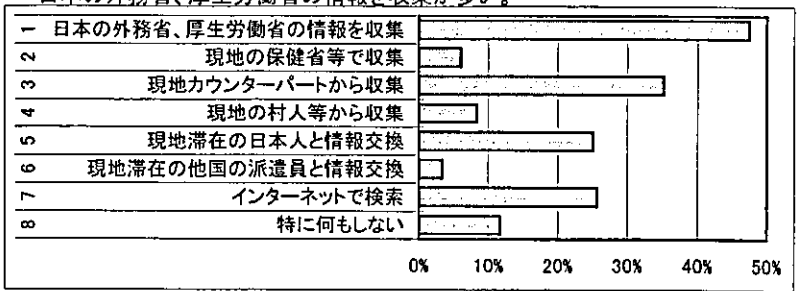 日本の外務省、厚生労働省の情報を収集が多い。
1 日本の外務省、厚生労働省の情報を収集
2 現地の保健省等で収集
3 現地カウンターパートから収集
4 現地の村人等から収集
5 現地滞在の日本人と情報交換
6 現地滞在の他国の派遣員と情報交換
7 インターネットで検索
8 特に何もしない
0% 10% 20% 30% 40% 50%